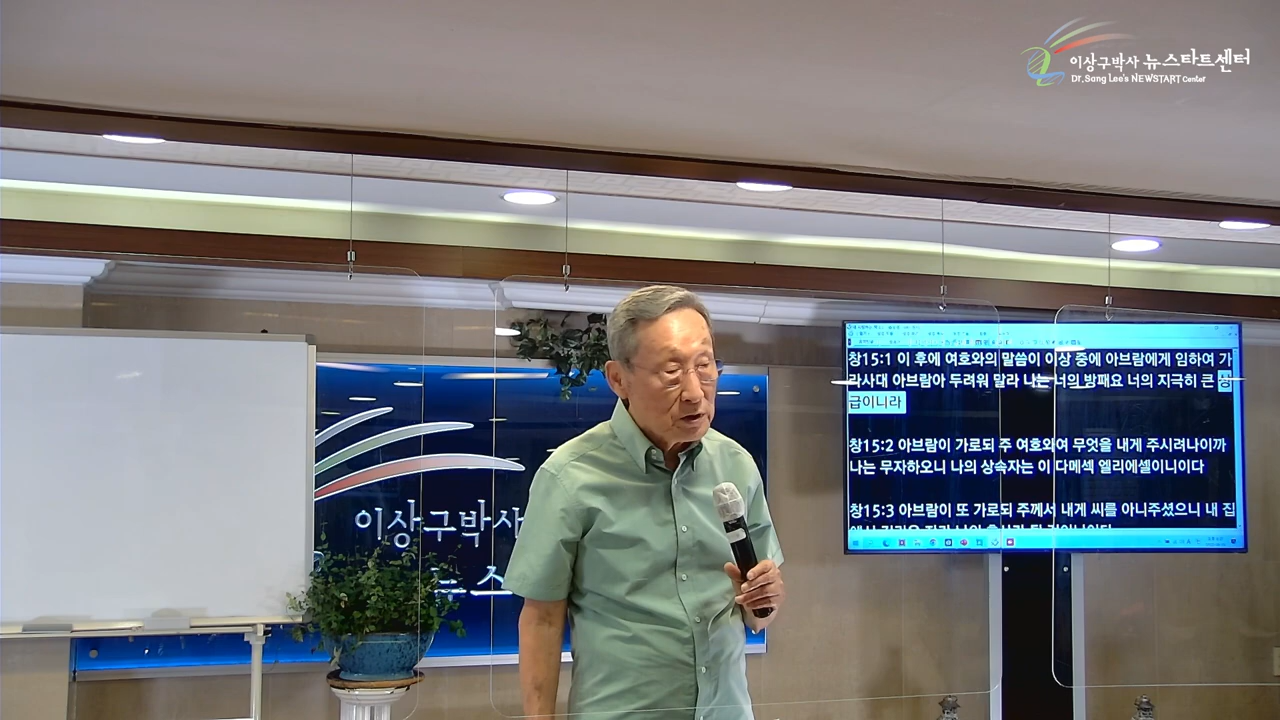 이상구박사 뉴스타트센터
Dr. Sang Lee's NEWSTART Center
창15:1 이 후에 여호와의 말씀이 이상 중에 아브람에게 임하여 가
라사대 아브람아 두려워 말라 나는 너의 방패요 너의 지극히 큰 상
급이니라
창15:2 아브람이 가로되 주 여호와여 무엇을 내게 주시려나이까
나는 무자하오니 나의 상속자는 이 다메섹 엘리에셀이니이다
창15:3 아브람이 또 가로되 주께서 내게 씨를 아니주셨으니 내 집
이상구박사
뉴스